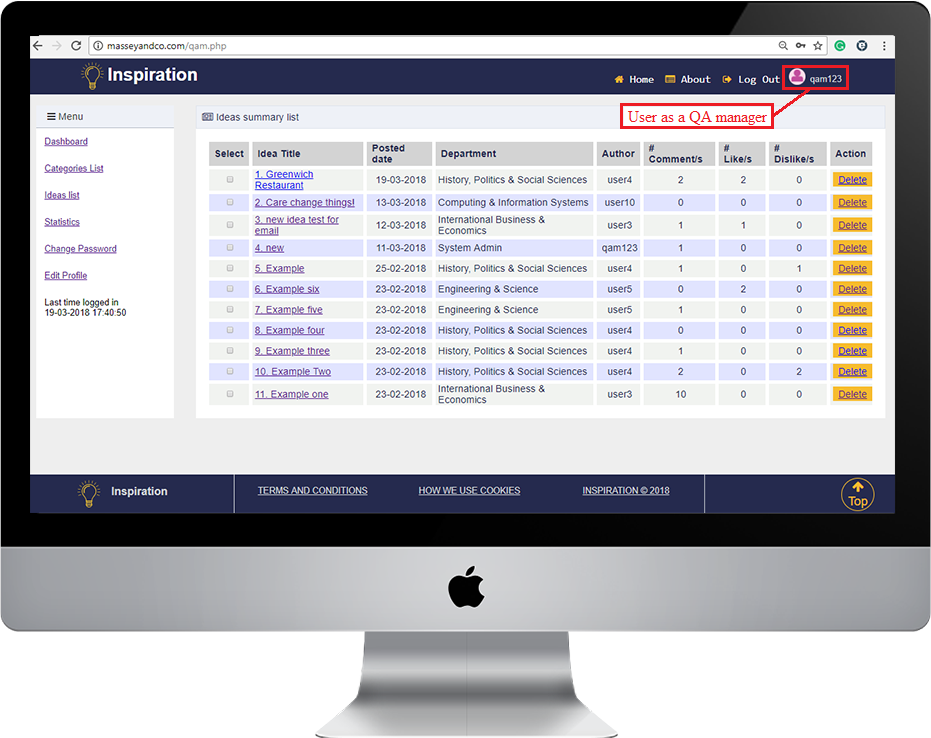 masseyandco.com/qam.php
Inspiration
Home About Log Out qam123
User as a QA manager
Menu
Dashboard
Categories List
Ideas list
Statistics
Change Password
Edit Profile
Last time logged in
19-03-2018 17:40:50
Ideas summary list
Select Idea Title Posted date Department Author # Comment/s # Like/s # Dislike/s Action
1. Greenwich Restaurant 19-03-2018 History, Politics & Social Sciences user4 2 2 0 Delete
2. Care change things! 13-03-2018 Computing & Information Systems user10 0 0 0 Delete
3. new idea test for email 12-03-2018 International Business & Economics user3 1 1 0 Delete
4. new 11-03-2018 System Admin qam123 1 0 0 Delete
5. Example 25-02-2018 History, Politics & Social Sciences user4 1 0 1 Delete
6. Example six 23-02-2018 Engineering & Science user5 0 2 0 Delete
7. Example five 23-02-2018 Engineering & Science user5 1 0 0 Delete
8. Example four 23-02-2018 History, Politics & Social Sciences user4 0 0 0 Delete
9. Example three 23-02-2018 History, Politics & Social Sciences user4 1 0 0 Delete
10. Example Two 23-02-2018 History, Politics & Social Sciences user4 2 0 2 Delete
11. Example one 23-02-2018 International Business & Economics user3 10 0 0 Delete
Inspiration
TERMS AND CONDITIONS HOW WE USE COOKIES INSPIRATION © 2018
Top